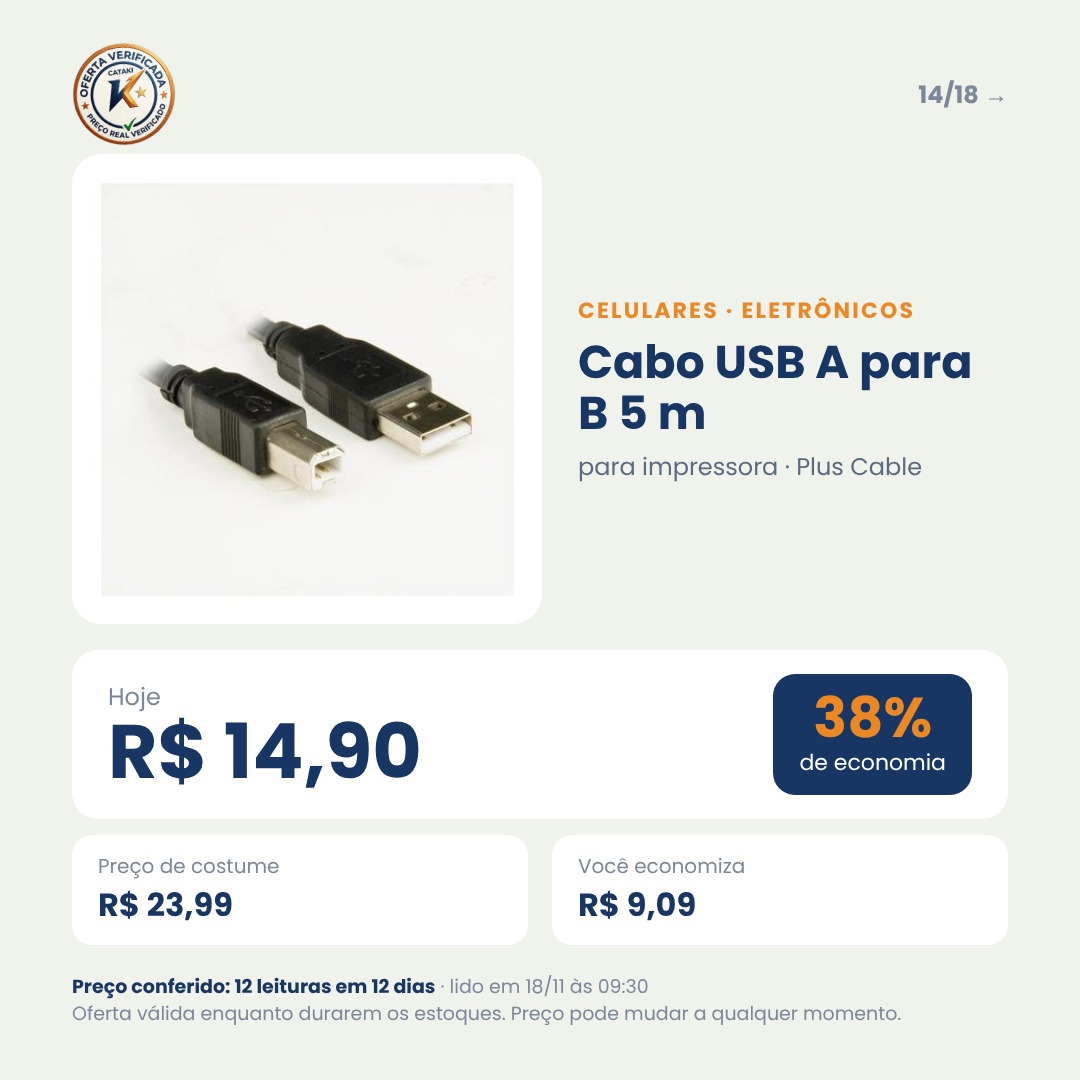 OFERTA VERIFICADA
CATAKI
K
PREÇO REAL VERIFICADO
14/18 →
CELULARES · ELETRÔNICOS
Cabo USB A para
B 5 m
para impressora · Plus Cable
Hoje
R$ 14,90
38%
de economia
Preço de costume
R$ 23,99
Você economiza
R$ 9,09
Preço conferido: 12 leituras em 12 dias · lido em 18/11 às 09:30
Oferta válida enquanto durarem os estoques. Preço pode mudar a qualquer momento.